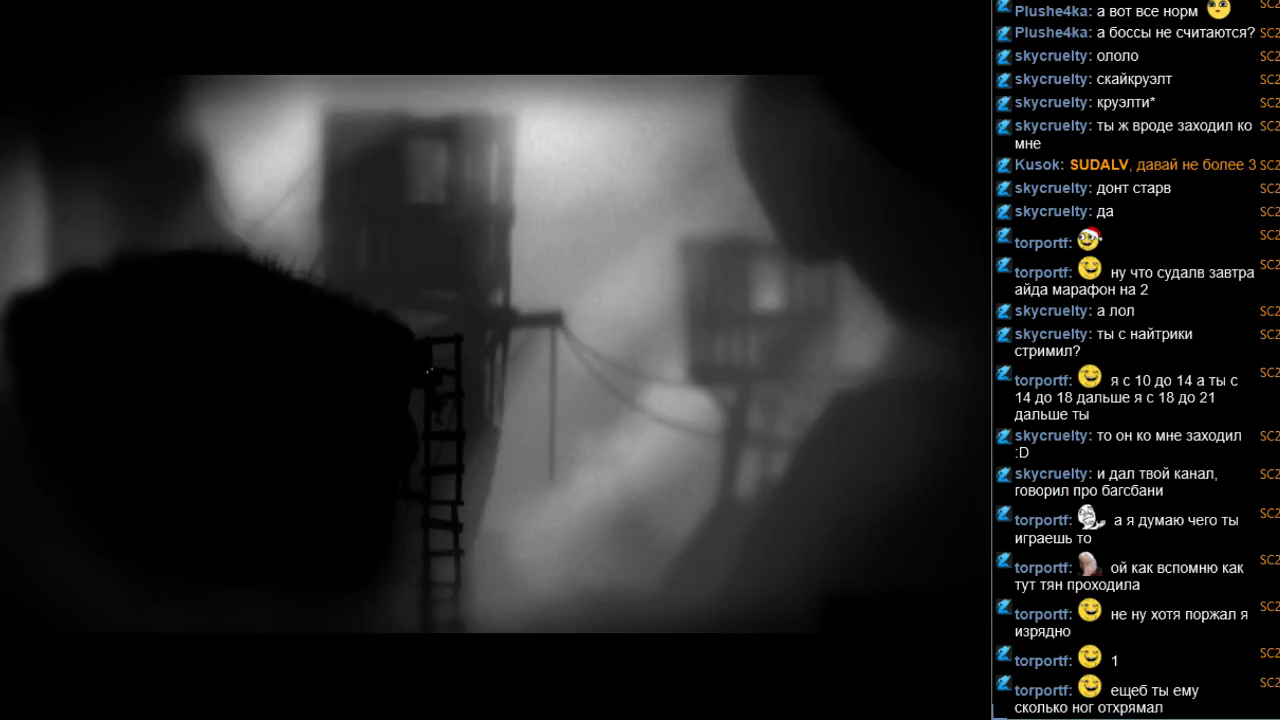 Plushe4ka: а вот все норм
Plushe4ka: а боссы не считаются?
skycruelty: ололо
skycruelty: скайкруэлт
skycruelty: круэлти*
skycruelty: ты ж вроде заходил ко
мне
Kusok: SUDALV, давай не более 3
skycruelty: донт старв
skycruelty: да
torportf:
torportf: ну что судалв завтра
айда марафон на 2
skycruelty: а лол
skycruelty: ты с найтрики
стримил?
torportf: я с 10 до 14 а ты с
14 до 18 дальше я с 18 до 21
дальше ты
skycruelty: то он ко мне заходил
:D
skycruelty: и дал твой канал,
говорил про багсбани
torportf: а я думаю чего ты
играешь то
torportf: ой как вспомню как
тут тян проходила
torportf: не ну хотя поржал я
изрядно
torportf: 1
torportf: ещеб ты ему
сколько ног отхрямал